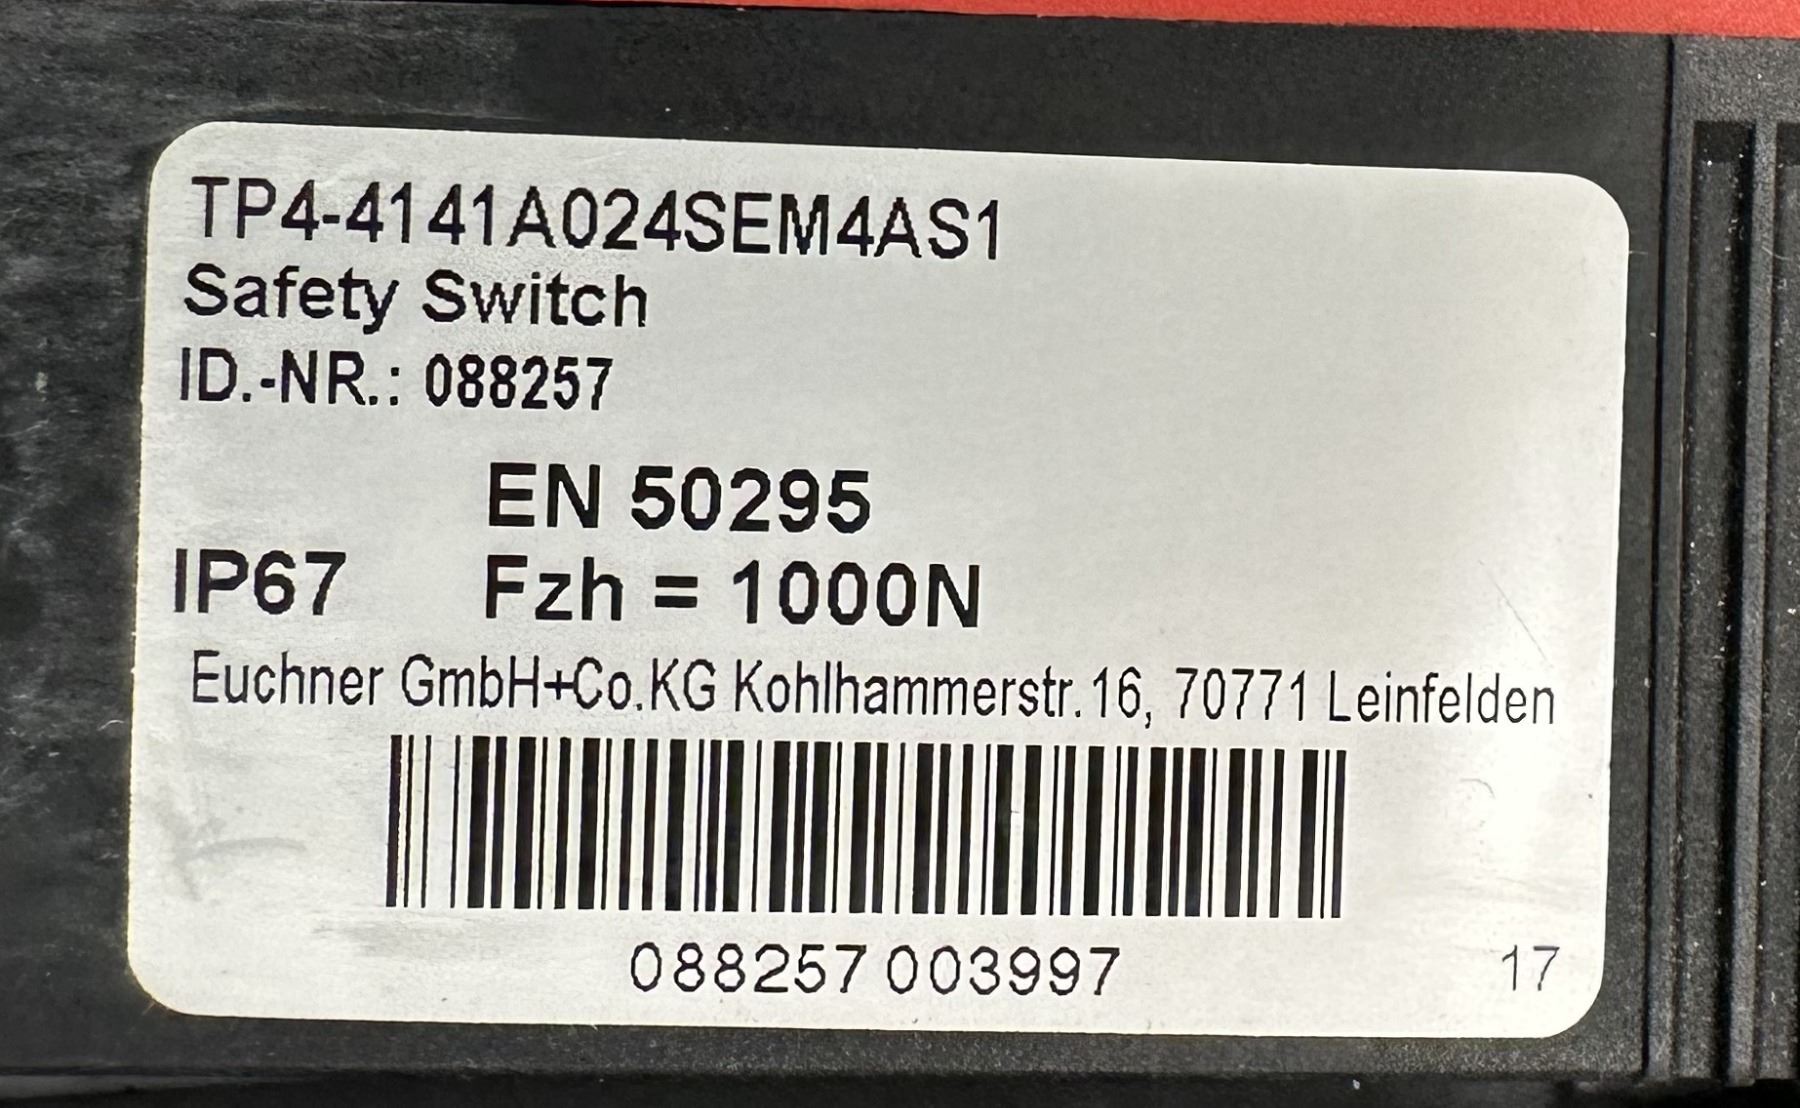 TP4-4141A024SEM4AS1
Safety Switch
ID.-NR.: 088257
EN 50295
IP67 Fzh = 1000N
Euchner GmbH+Co.KG Kohlhammerstr.16, 70771 Leinfelden
088257 003997 17